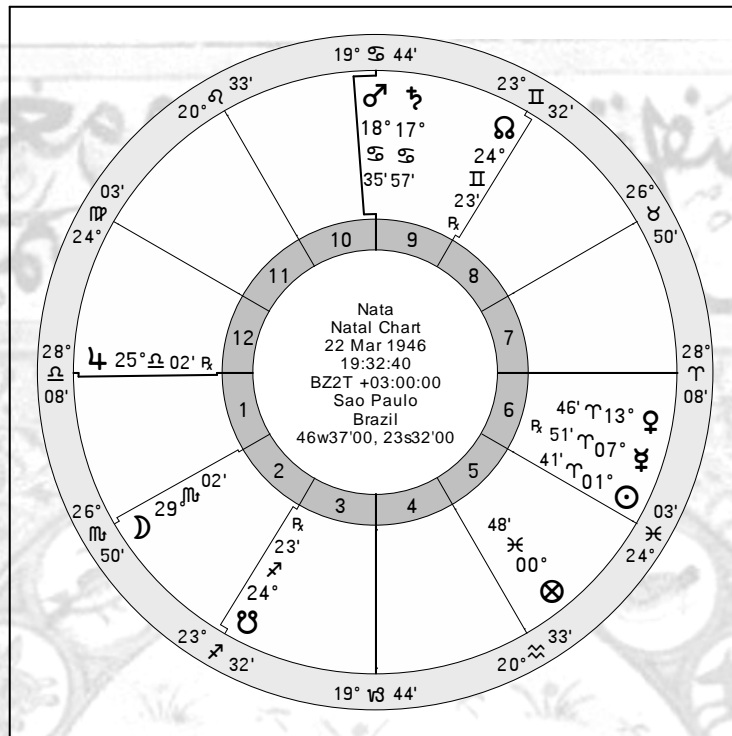 19° ♋ 44'
20° ♌ 33'
23° ♊ 32'
♂ ♄
18° 17°
♋ ♋
35' 57'
☊
24°
♊
23'
℞
03'
♍
24°
26°
♉
50'
10 9
11 8
12 7
1 6
2 5
3 4
Nata
Natal Chart
22 Mar 1946
19:32:40
BZ2T +03:00:00
Sao Paulo
Brazil
46w37'00, 23s32'00
28°
♎
08'
♃ 25° ♎ 02' ℞
28°
♈
08'
46' ♈ 13° ♀
℞ 51' ♈ 07° ☿
41' ♈ 01° ☉
☽ 29° ♏ 02'
26°
♏
50'
03'
♓
24°
48'
♓
00°
⊗
℞
23'
♐
24°
☋
23° ♐ 32'
20° ♒ 33'
19° ♑ 44'